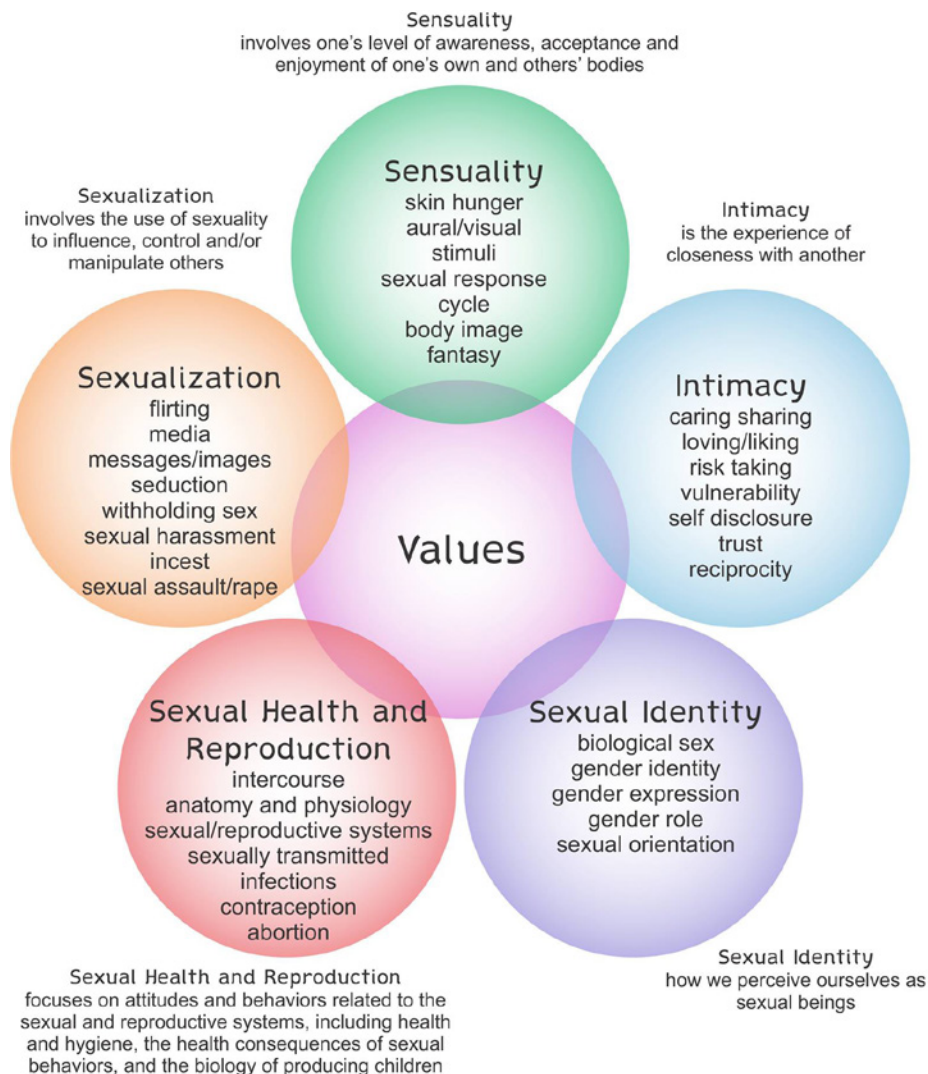 Sensuality
involves one's level of awareness, acceptance and
enjoyment of one's own and others' bodies
Sensuality
skin hunger
aural/visual
stimuli
sexual response
cycle
body image
fantasy
Sexualization
involves the use of sexuality
to influence, control and/or
manipulate others
Intimacy
is the experience of
closeness with another
Sexualization
flirting
media
messages/images
seduction
withholding sex
sexual harassment
incest
sexual assault/rape
Intimacy
caring sharing
loving/liking
risk taking
vulnerability
self disclosure
trust
reciprocity
Values
Sexual Health and
Reproduction
intercourse
anatomy and physiology
sexual/reproductive systems
sexually transmitted
infections
contraception
abortion
Sexual Identity
biological sex
gender identity
gender expression
gender role
sexual orientation
Sexual Health and Reproduction
focuses on attitudes and behaviors related to the
sexual and reproductive systems, including health
and hygiene, the health consequences of sexual
behaviors, and the biology of producing children
Sexual Identity
how we perceive ourselves as
sexual beings